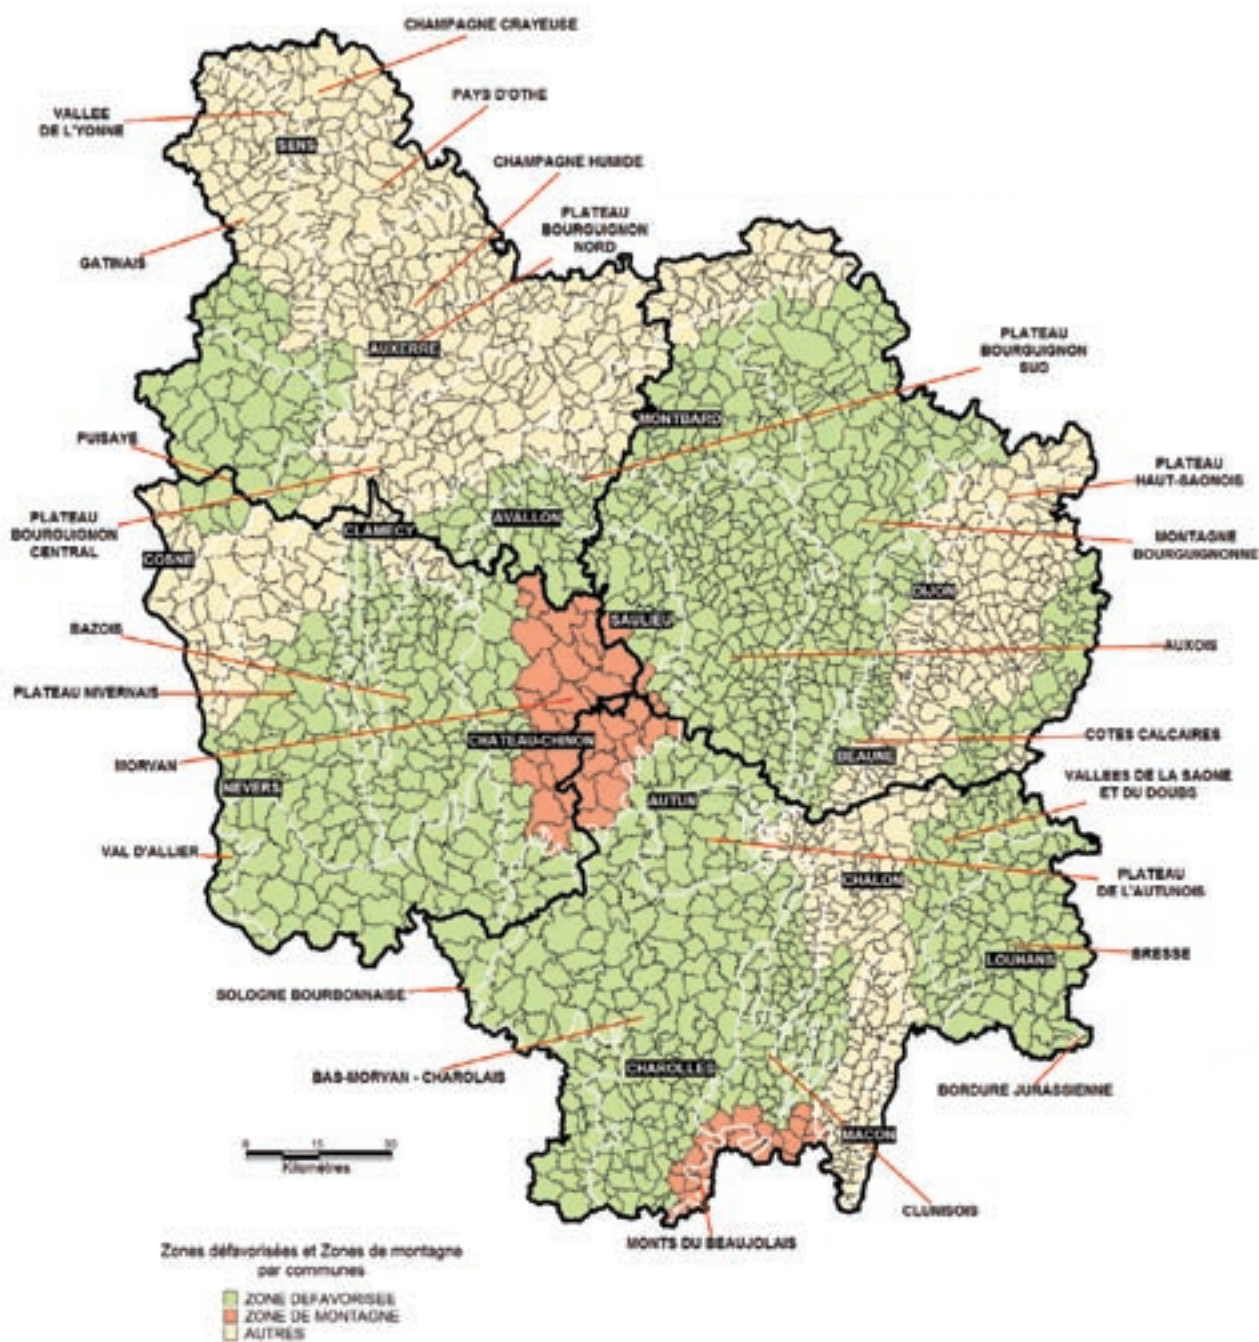 CHAMPAGNE CRAYEUSE
PAYS D'OTHE
VALLEE
DE L'YONNE
SENS
CHAMPAGNE HUMIDE
PLATEAU
BOURGUIGNON
NORD
GATINAIS
AUXERRE
PLATEAU
BOURGUIGNON
SUD
MONTBARD
PUISAYE
PLATEAU
HAUT-SAONOIS
PLATEAU
BOURGUIGNON
CENTRAL
CLAMECY
AVALLON
MONTAGNE
BOURGUIGNONNE
COSNE
DIJON
BAZOIS
SAULIEU
AUXOIS
PLATEAU NIVERNAIS
MORVAN
CHATEAU-CHINON
COTES CALCAIRES
BEAUNE
NEVERS
VALLEES DE LA SAONE
ET DU DOUBS
AUTUN
VAL D'ALLIER
CHALON
PLATEAU
DE L'AUTUNOIS
LOUHANS
BRESSE
SOLOGNE BOURBONNAISE
BAS-MORVAN - CHAROLAIS
CHAROLLES
BORDURE JURASSIENNE
MACON
0 15 30
Kilomètres
CLUNISOIS
MONTS DU BEAUJOLAIS
Zones défavorisées et Zones de montagne
par communes
ZONE DEFAVORISEE
ZONE DE MONTAGNE
AUTRES